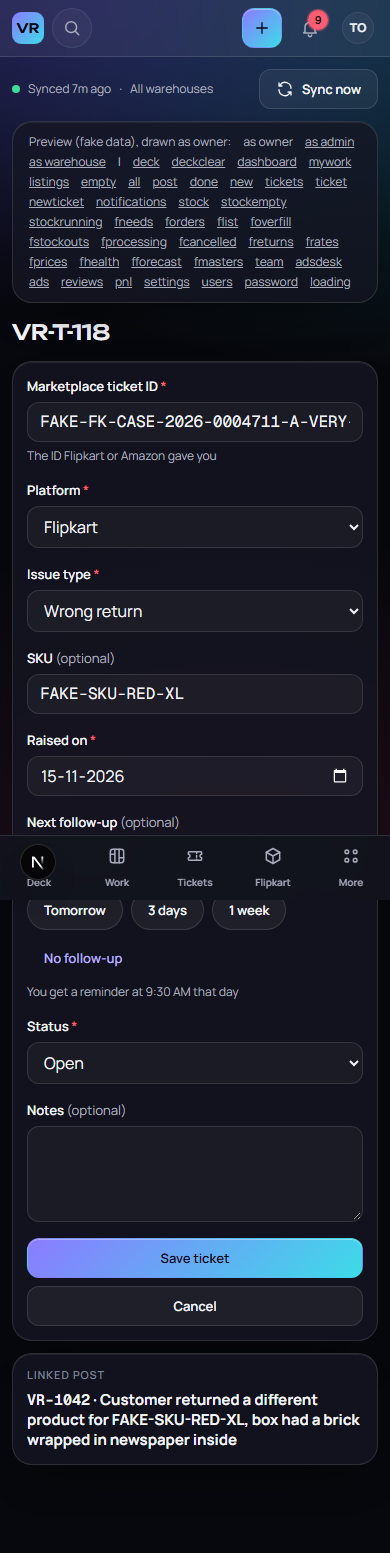 VR
9
TO
Synced 7m ago · All warehouses
Sync now
Preview (fake data), drawn as owner: as owner as admin
as warehouse | deck deckclear dashboard mywork
listings empty all post done new tickets ticket
newticket notifications stock stockempty
stockrunning fneeds forders flist foverfill
fstockouts fprocessing fcancelled freturns frates
fprices fhealth fforecast fmasters team adsdesk
ads reviews pnl settings users password loading
VR-T-118
Marketplace ticket ID *
FAKE-FK-CASE-2026-0004711-A-VERY-
The ID Flipkart or Amazon gave you
Platform *
Flipkart
Issue type *
Wrong return
SKU (optional)
FAKE-SKU-RED-XL
Raised on *
15-11-2026
Next follow-up (optional)
N
Deck Work Tickets Flipkart More
Tomorrow 3 days 1 week
No follow-up
You get a reminder at 9:30 AM that day
Status *
Open
Notes (optional)
Save ticket
Cancel
LINKED POST
VR-1042 · Customer returned a different
product for FAKE-SKU-RED-XL, box had a brick
wrapped in newspaper inside